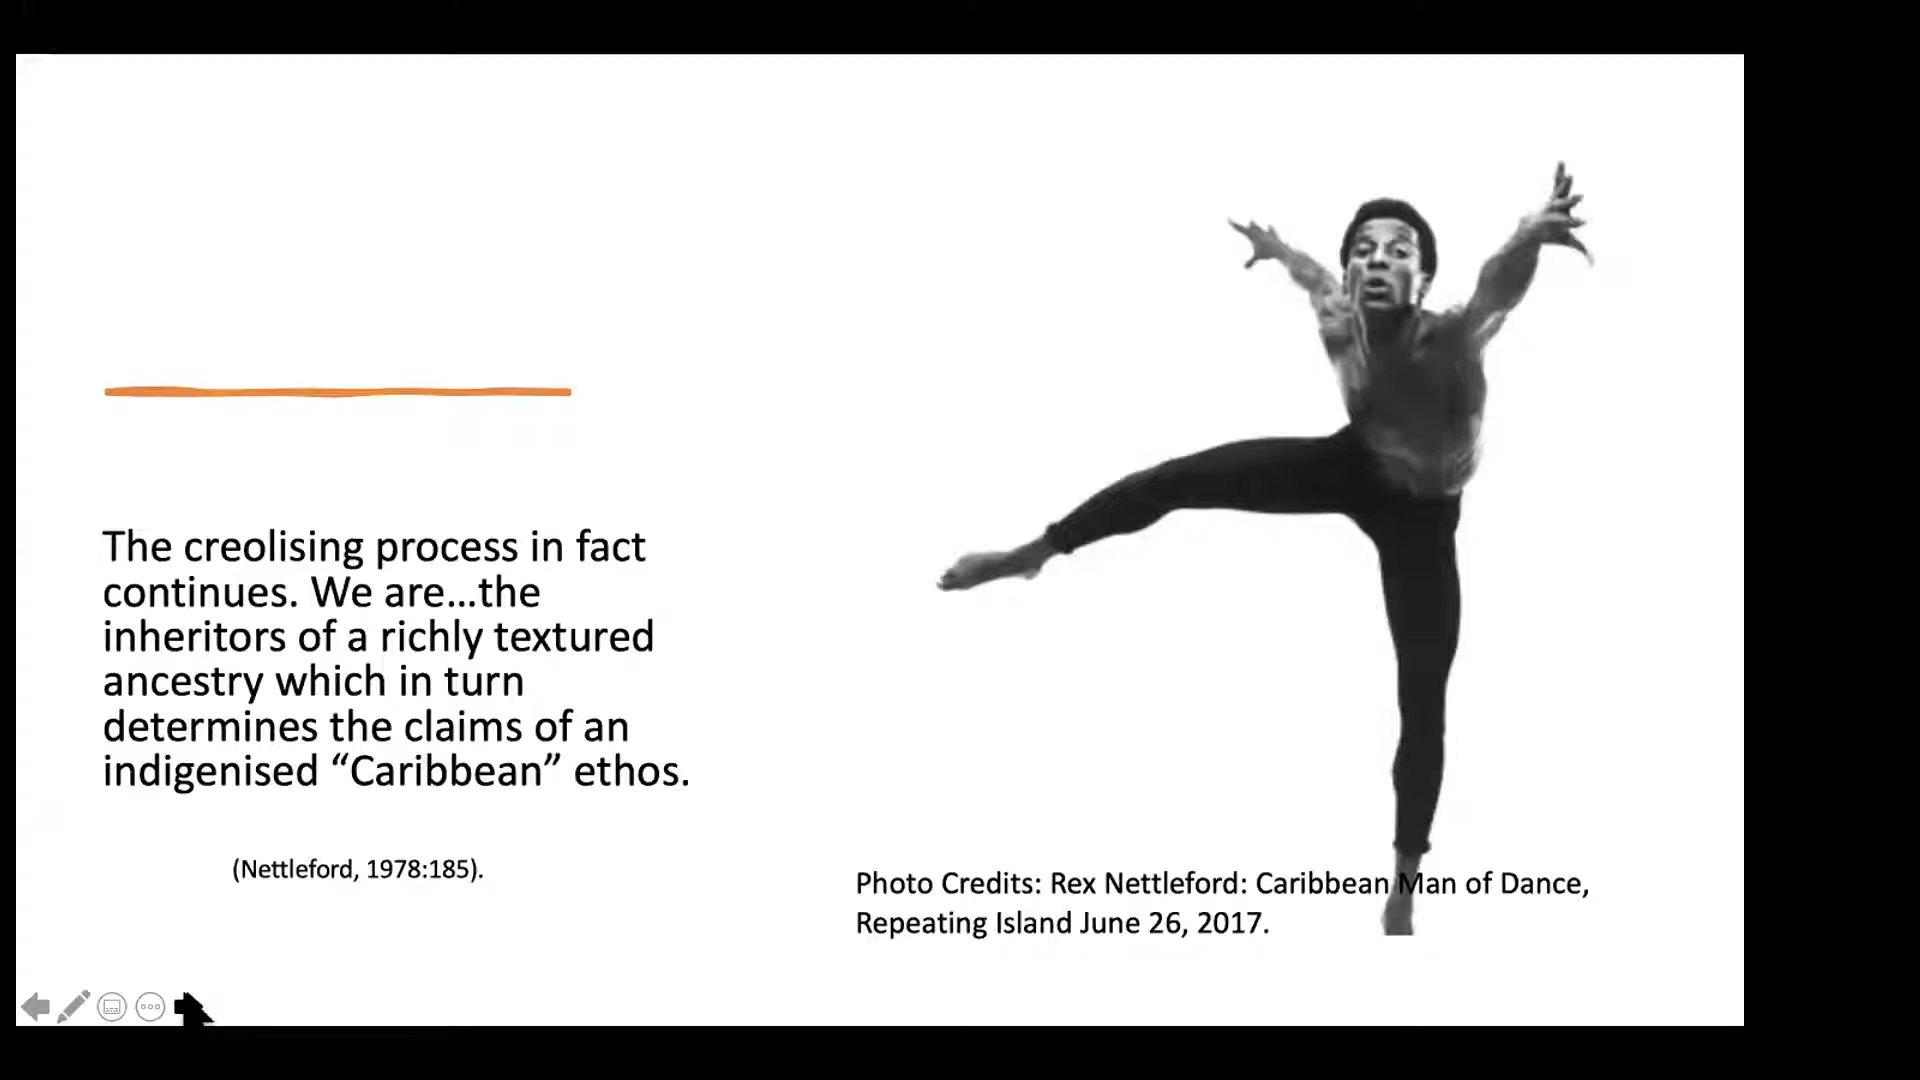 The creolising process in fact
continues. We are...the
inheritors of a richly textured
ancestry which in turn
determines the claims of an
indigenised “Caribbean” ethos.
(Nettleford, 1978:185).
Photo Credits: Rex Nettleford: Caribbean Man of Dance,
Repeating Island June 26, 2017.